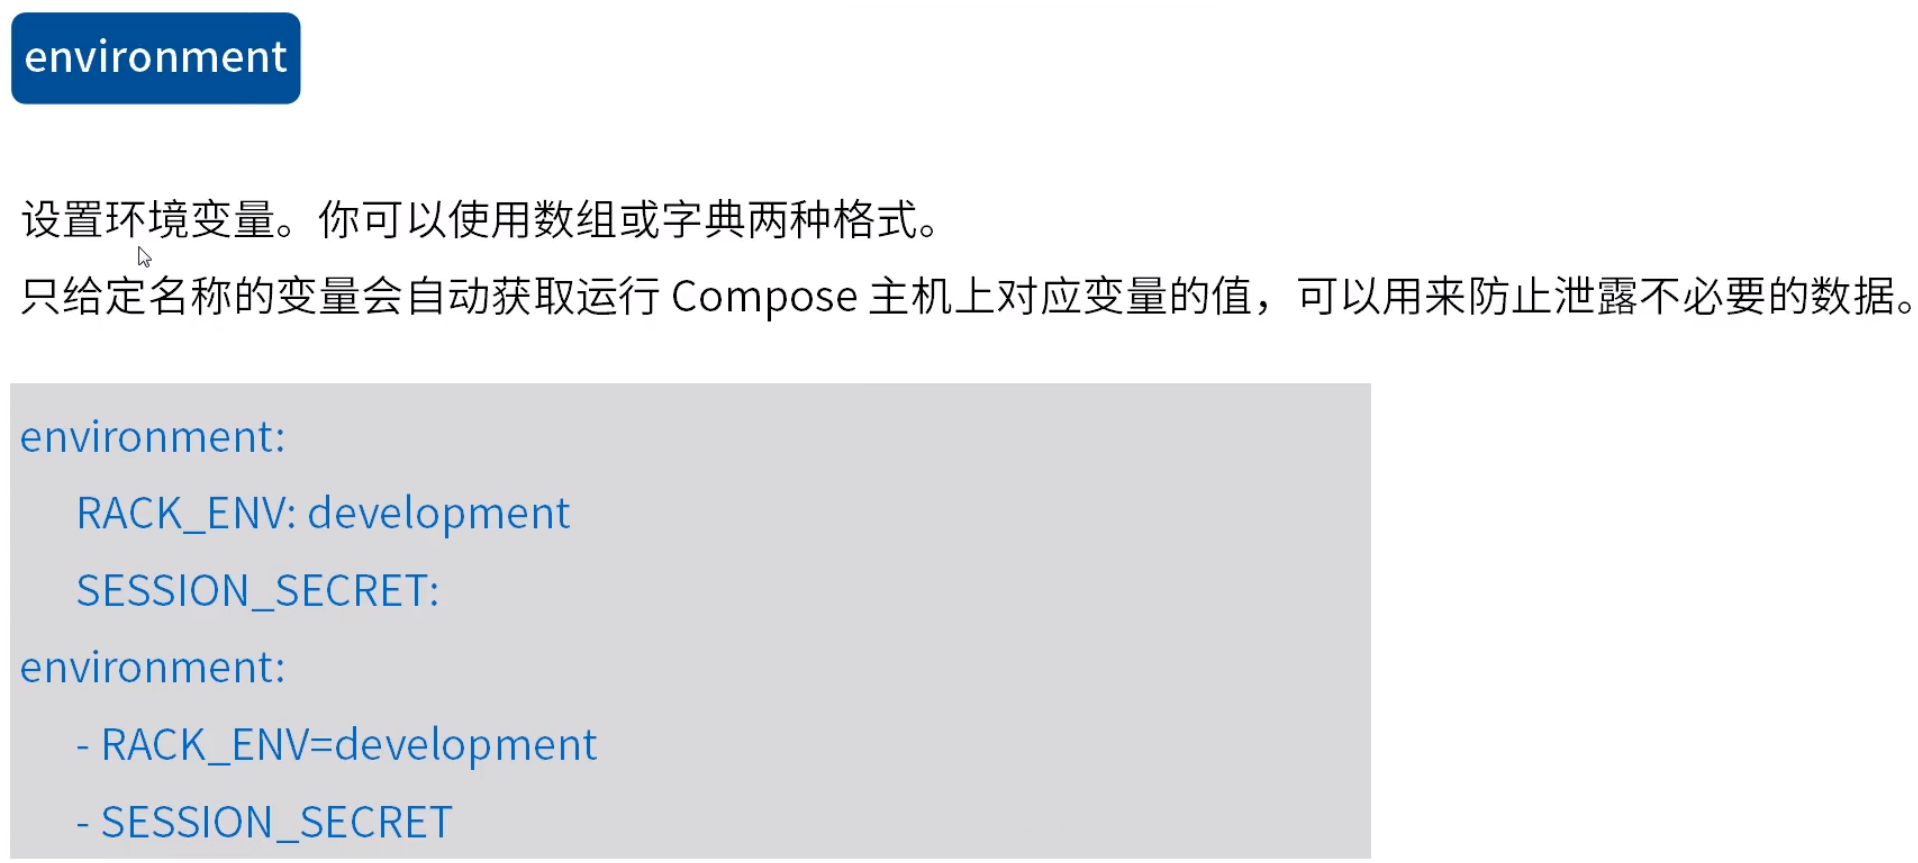 environment
设置环境变量。你可以使用数组或字典两种格式。
只给定名称的变量会自动获取运行 Compose 主机上对应变量的值，可以用来防止泄露不必要的数据。
environment:
RACK_ENV: development
SESSION_SECRET:
environment:
- RACK_ENV=development
- SESSION_SECRET